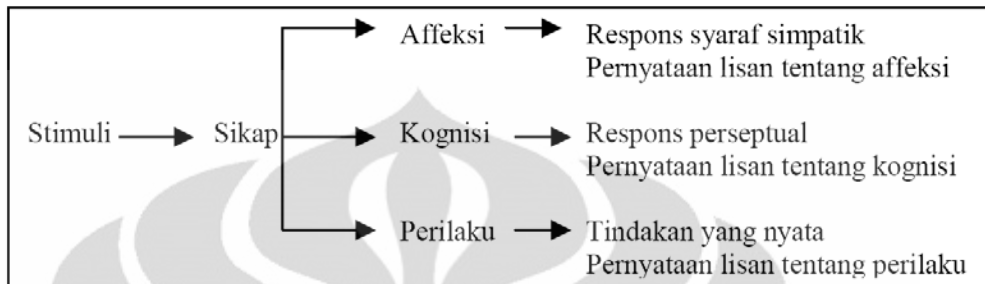 Affeksi Respons syaraf simpatik
Pernyataan lisan tentang affeksi
Stimuli Sikap Kognisi Respons perseptual
Pernyataan lisan tentang kognisi
Perilaku Tindakan yang nyata
Pernyataan lisan tentang perilaku